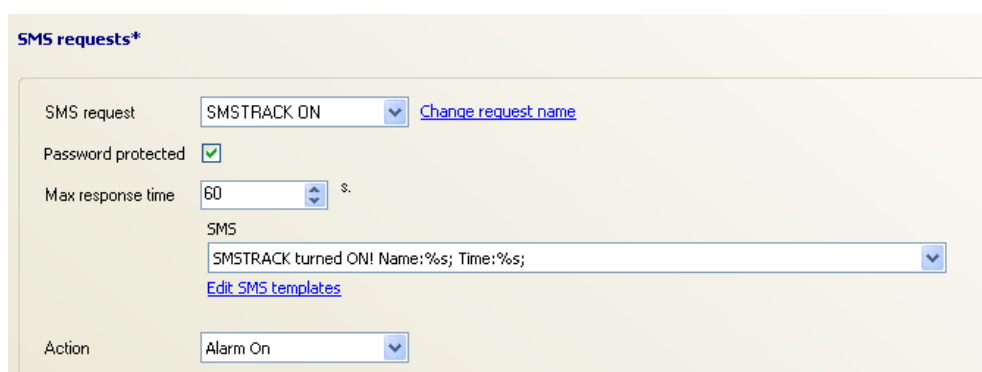 SMS requests*
SMS request SMSTRACK ON Change request name
Password protected
Max response time 60 s.
SMS
SMSTRACK turned ON! Name:%s; Time:%s;
Edit SMS templates
Action Alarm On